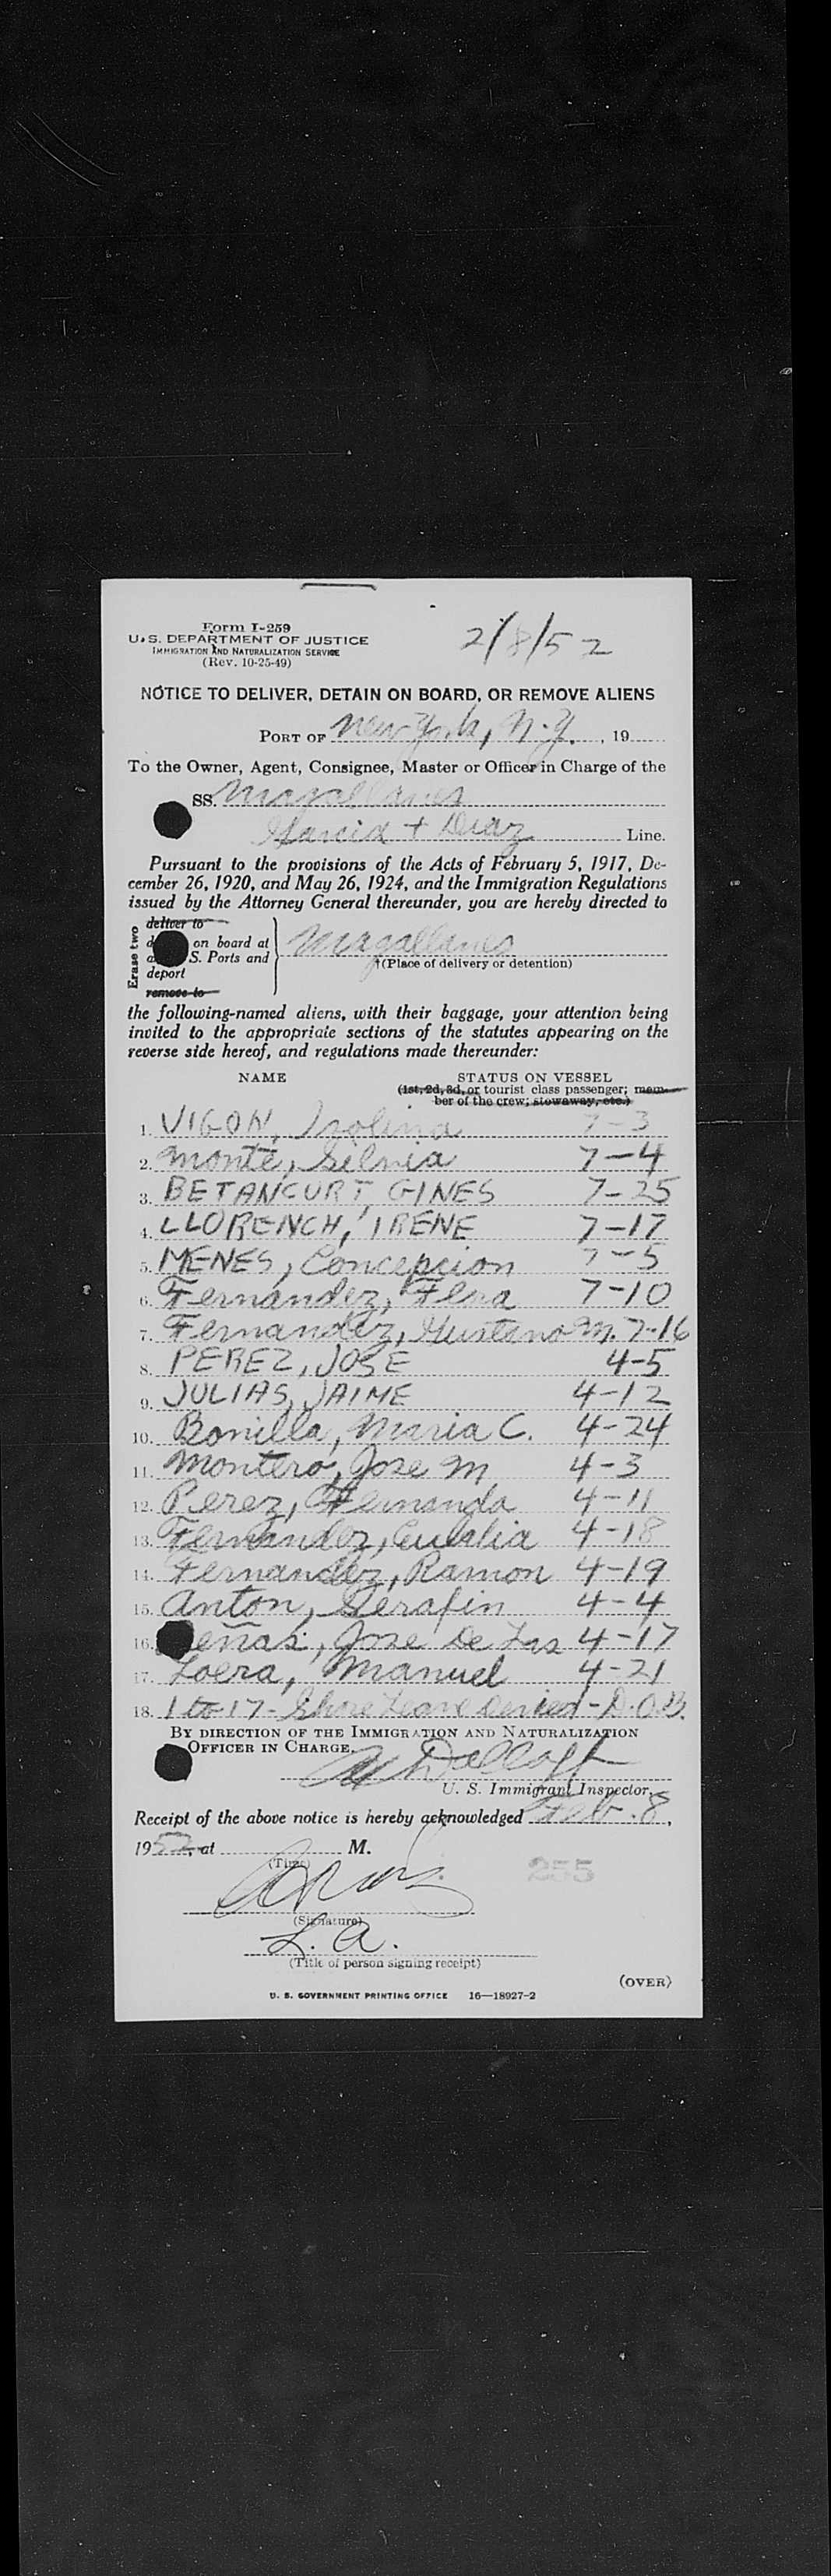 Form I-259
U. S. DEPARTMENT OF JUSTICE
IMMIGRATION AND NATURALIZATION SERVICE
(Rev. 10-25-49)
2/8/52
NOTICE TO DELIVER, DETAIN ON BOARD, OR REMOVE ALIENS
PORT OF New York, N.Y., 19
To the Owner, Agent, Consignee, Master or Officer in Charge of the
SS. Magallanes
Garcia + Diaz Line.
Pursuant to the provisions of the Acts of February 5, 1917, De-
cember 26, 1920, and May 26, 1924, and the Immigration Regulations
issued by the Attorney General thereunder, you are hereby directed to
Erase two
deliver to
on board at
S. Ports and
deport
remove to
Magallanes
†(Place of delivery or detention)
the following-named aliens, with their baggage, your attention being
invited to the appropriate sections of the statutes appearing on the
reverse side hereof, and regulations made thereunder:
NAME STATUS ON VESSEL
(1st, 2d, 3d, or tourist class passenger; mem-
ber of the crew; stowaway, etc.)
1. VIGON, Isolina 7-3
2. Monte, Silvia 7-4
3. BETANCURT, GINES 7-25
4. LLORENCH, IRENE 7-17
5. MENES, Concepcion 7-5
6. Fernandez, Flora 7-10
7. Fernandez, Gustavo M. 7-16
8. PEREZ, JOSE 4-5
9. JULIAS, JAIME 4-12
10. Bonilla, Maria C. 4-24
11. Montero, Jose M 4-3
12. Perez, Fernanda 4-11
13. Fernandez, Eulalia 4-18
14. Fernandez, Ramon 4-19
15. Anton, Serafin 4-4
16. eñas, Jose De Las 4-17
17. Loera, Manuel 4-21
18. 1 to 17 - Shore Leave Denied - D.O.B.
BY DIRECTION OF THE IMMIGRATION AND NATURALIZATION
OFFICER IN CHARGE.
U. S. Immigrant Inspector.
Receipt of the above notice is hereby acknowledged Feb. 8,
1952, at M.
(Time)
255
(Signature)
L. A.
(Title of person signing receipt)
(OVER)
U. S. GOVERNMENT PRINTING OFFICE 16—18927-2